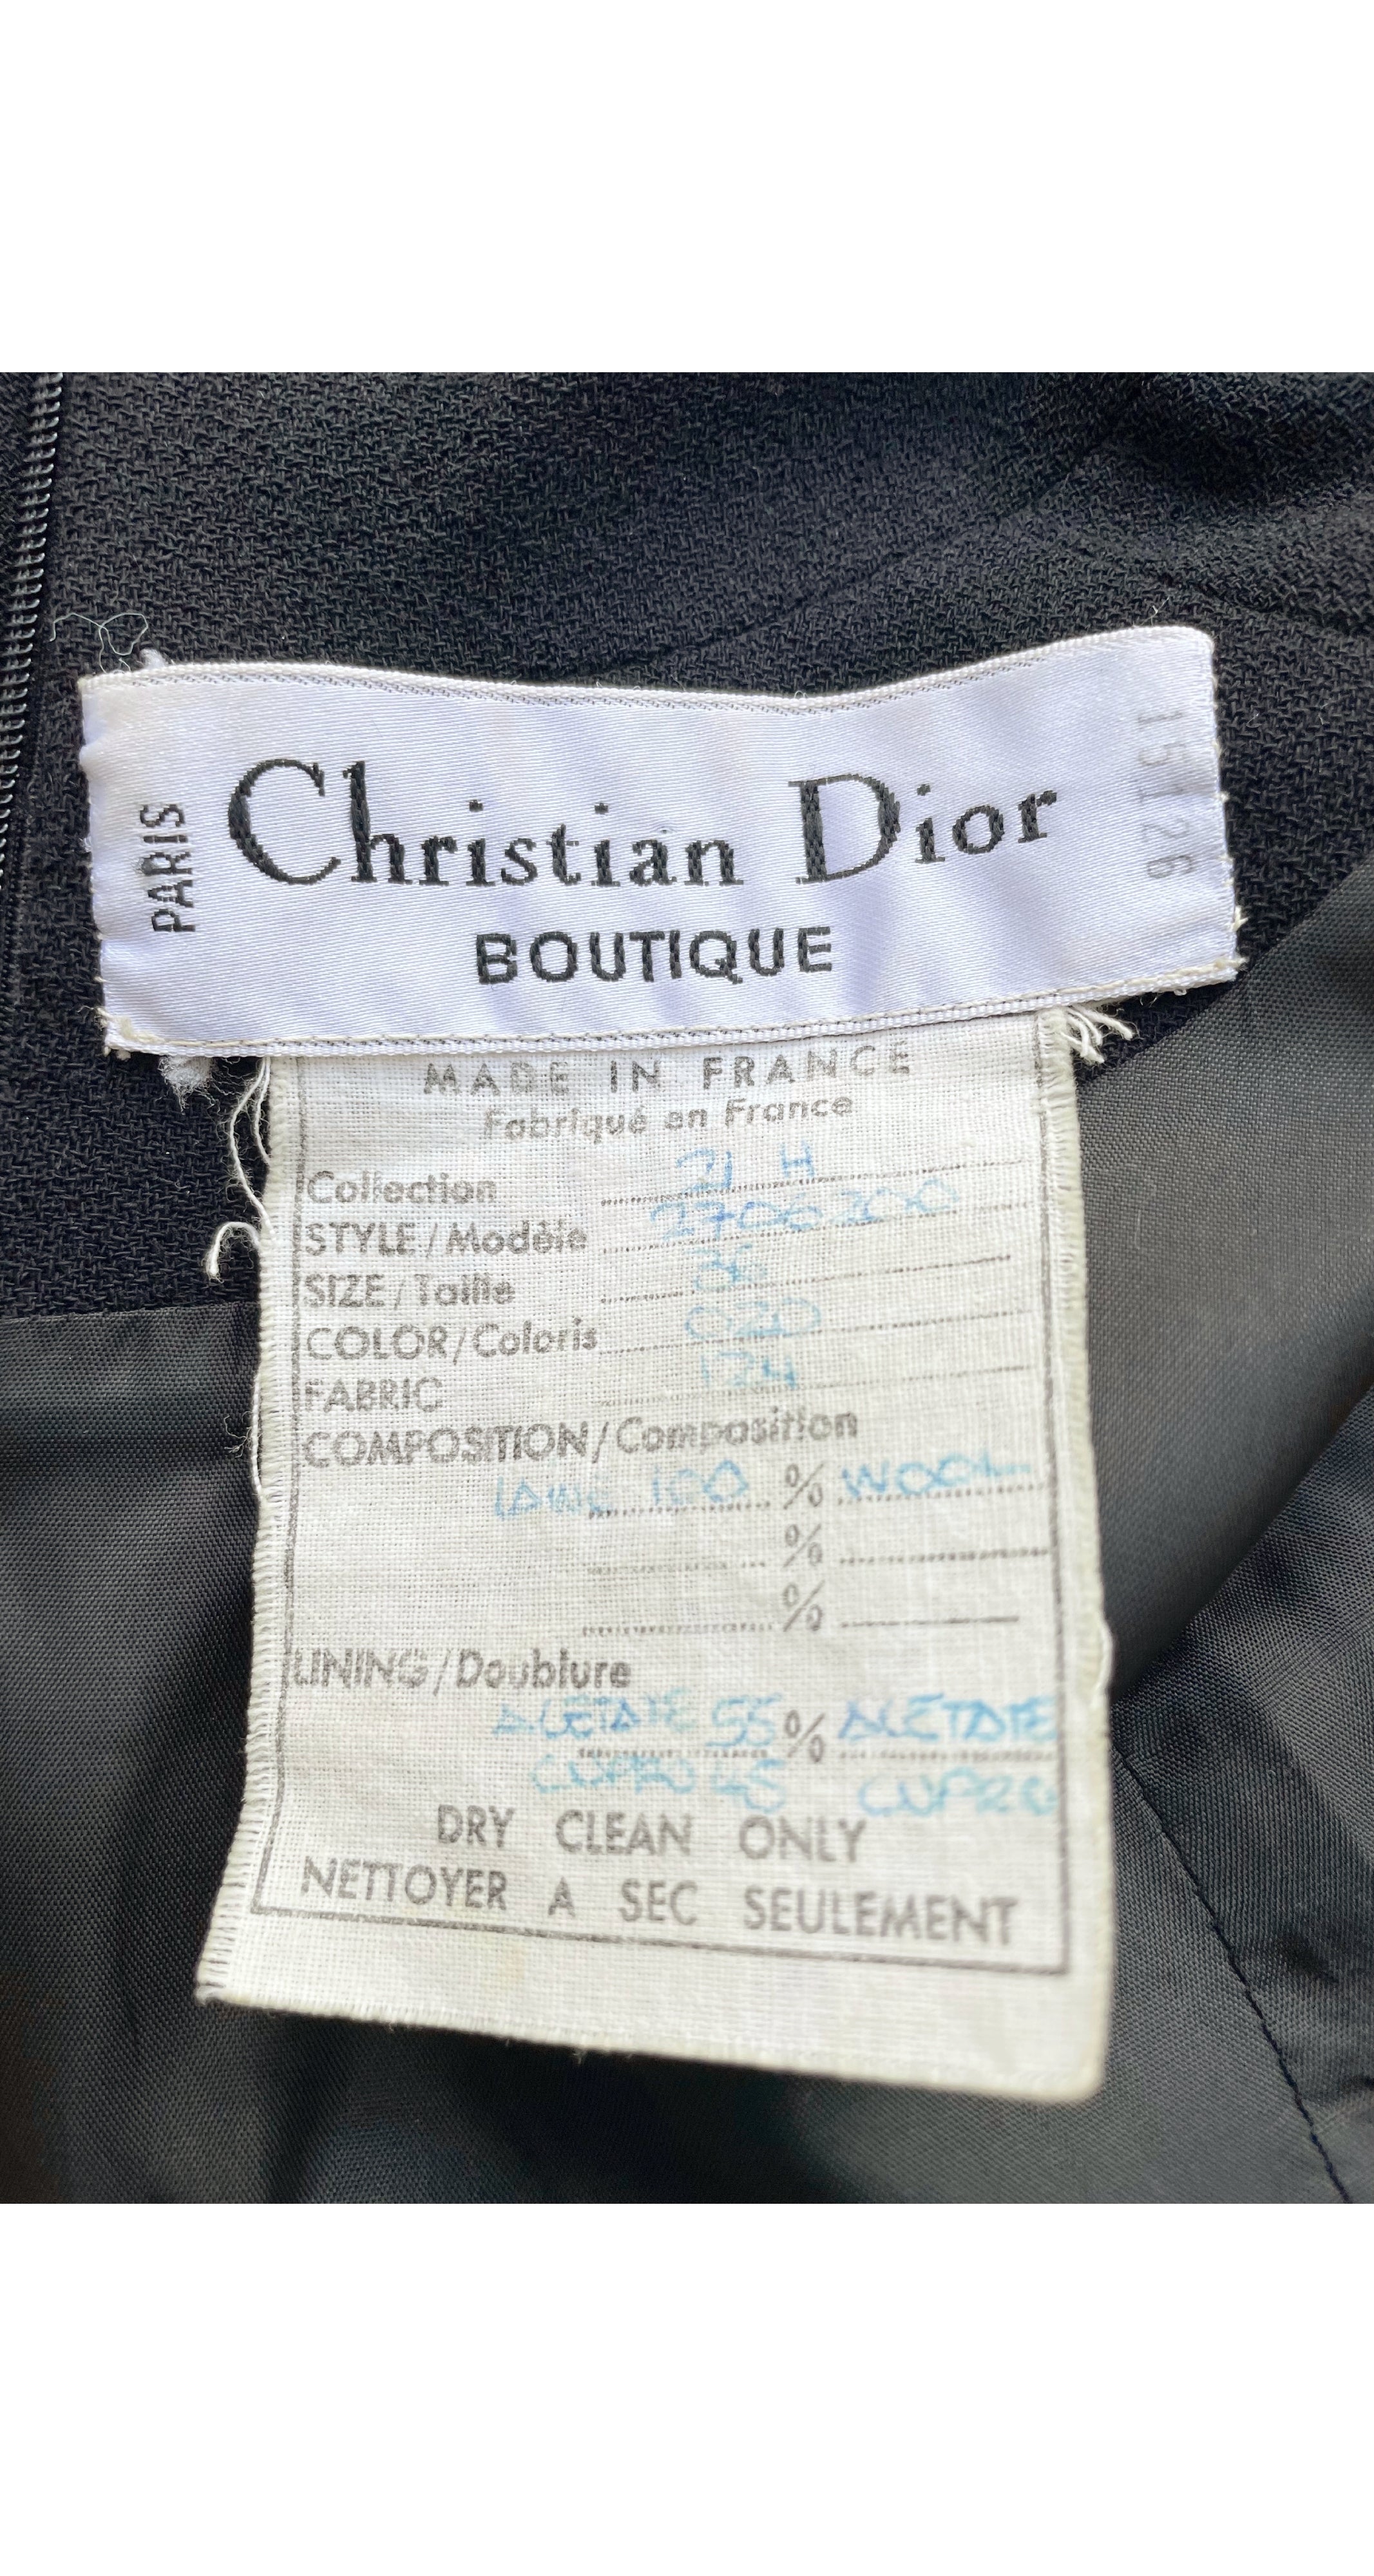 PARIS
Christian Dior
BOUTIQUE
15126
MADE IN FRANCE
Fabriqué en France
Collection 21 H
STYLE/Modèle 2706200
SIZE/Taille 36
COLOR/Coloris 020
FABRIC 124
COMPOSITION/Composition
LAINE 100 % WOOL
%
%
LINING/Doublure
ACETATE 55 % ACETATE
CUPRO 45 CUPRO
DRY CLEAN ONLY
NETTOYER A SEC SEULEMENT